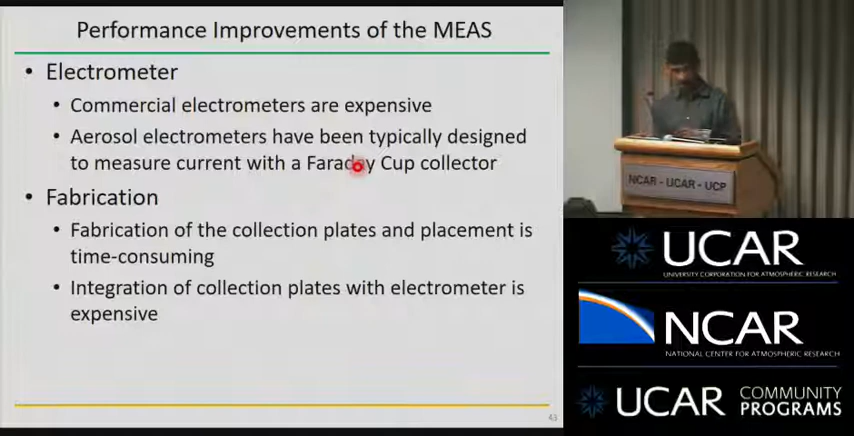 Performance Improvements of the MEAS
• Electrometer
• Commercial electrometers are expensive
• Aerosol electrometers have been typically designed
to measure current with a Faraday Cup collector
• Fabrication
• Fabrication of the collection plates and placement is
time-consuming
• Integration of collection plates with electrometer is
expensive
43
NCAR - UCAR - UCP
UCAR
UNIVERSITY CORPORATION FOR ATMOSPHERIC RESEARCH
NCAR
NATIONAL CENTER FOR ATMOSPHERIC RESEARCH
UCAR COMMUNITY
PROGRAMS